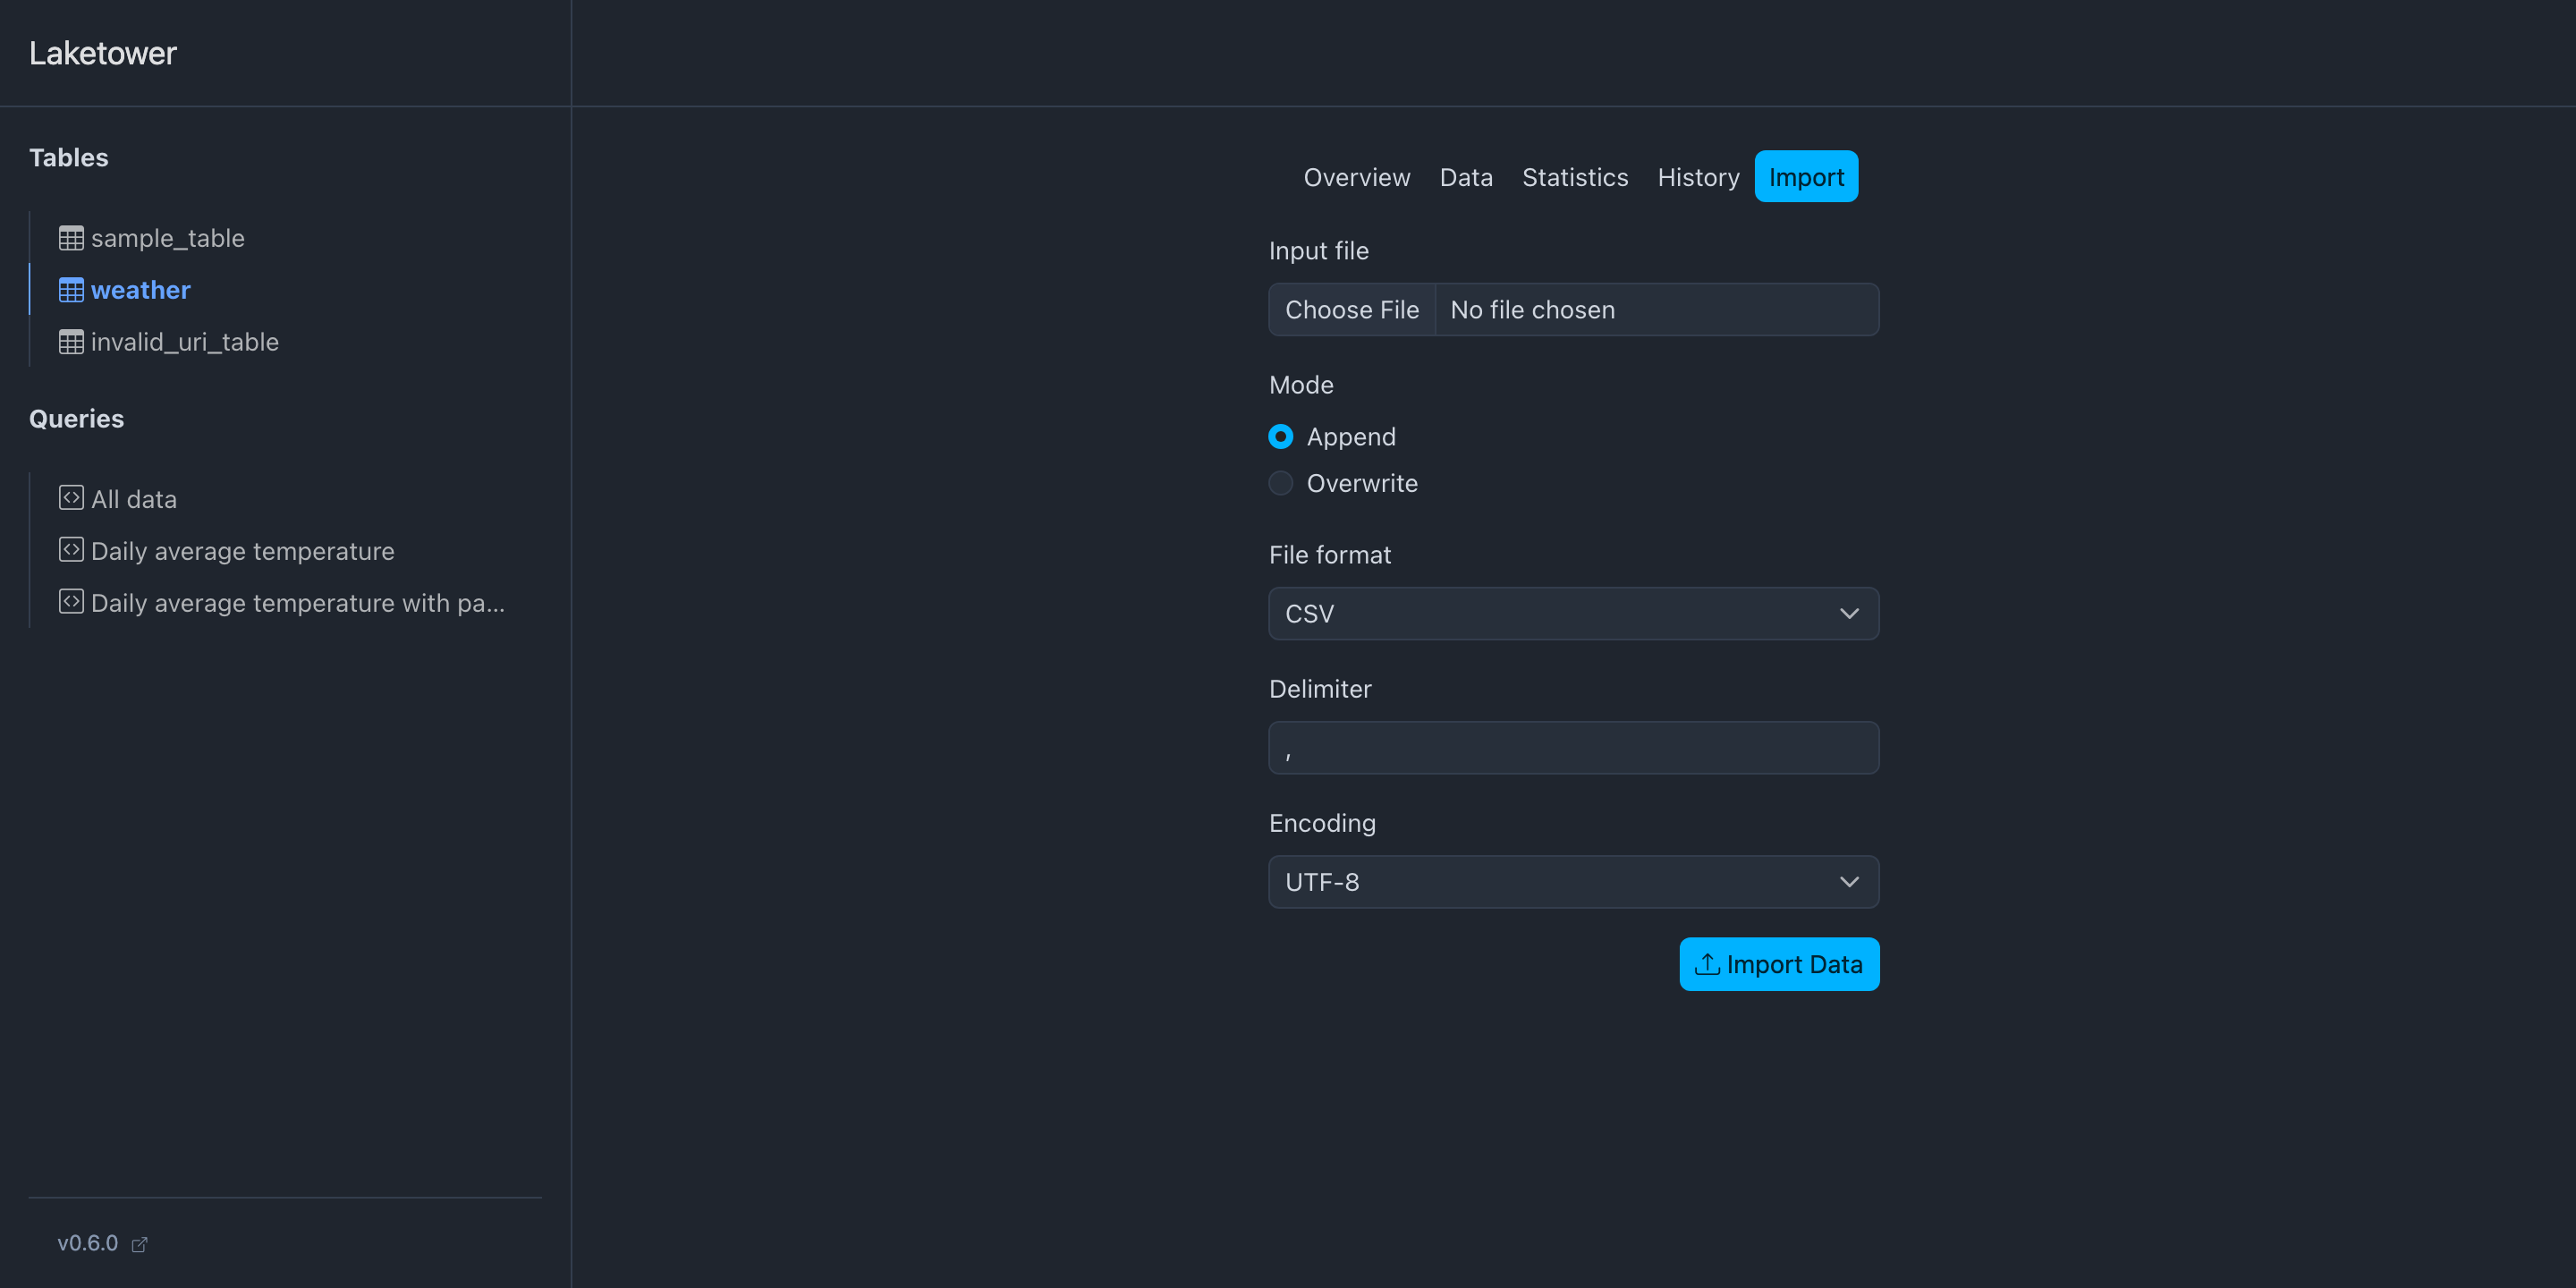 Laketower
Tables
sample_table
weather
invalid_uri_table
Queries
All data
Daily average temperature
Daily average temperature with pa...
v0.6.0
Overview Data Statistics History Import
Input file
Choose File No file chosen
Mode
Append
Overwrite
File format
CSV
Delimiter
,
Encoding
UTF-8
Import Data